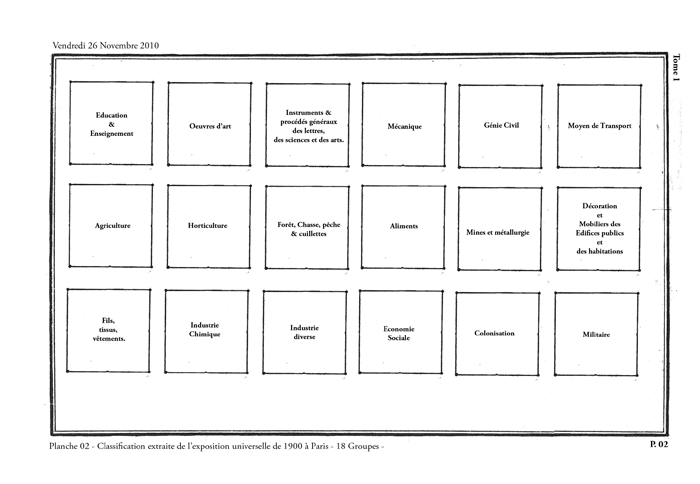 Vendredi 26 Novembre 2010
Tome 1
Education
&
Enseignement
Oeuvres d'art
Instruments &
procédés généraux
des lettres,
des sciences et des arts.
Mécanique
Génie Civil
Moyen de Transport
Agriculture
Horticulture
Forêt, Chasse, pêche
& cuillettes
Aliments
Mines et métallurgie
Décoration
et
Mobiliers des
Edifices publics
et
des habitations
Fils,
tissus,
vêtements.
Industrie
Chimique
Industrie
diverse
Economie
Sociale
Colonisation
Militaire
Planche 02 - Classification extraite de l'exposition universelle de 1900 à Paris - 18 Groupes -
P. 02